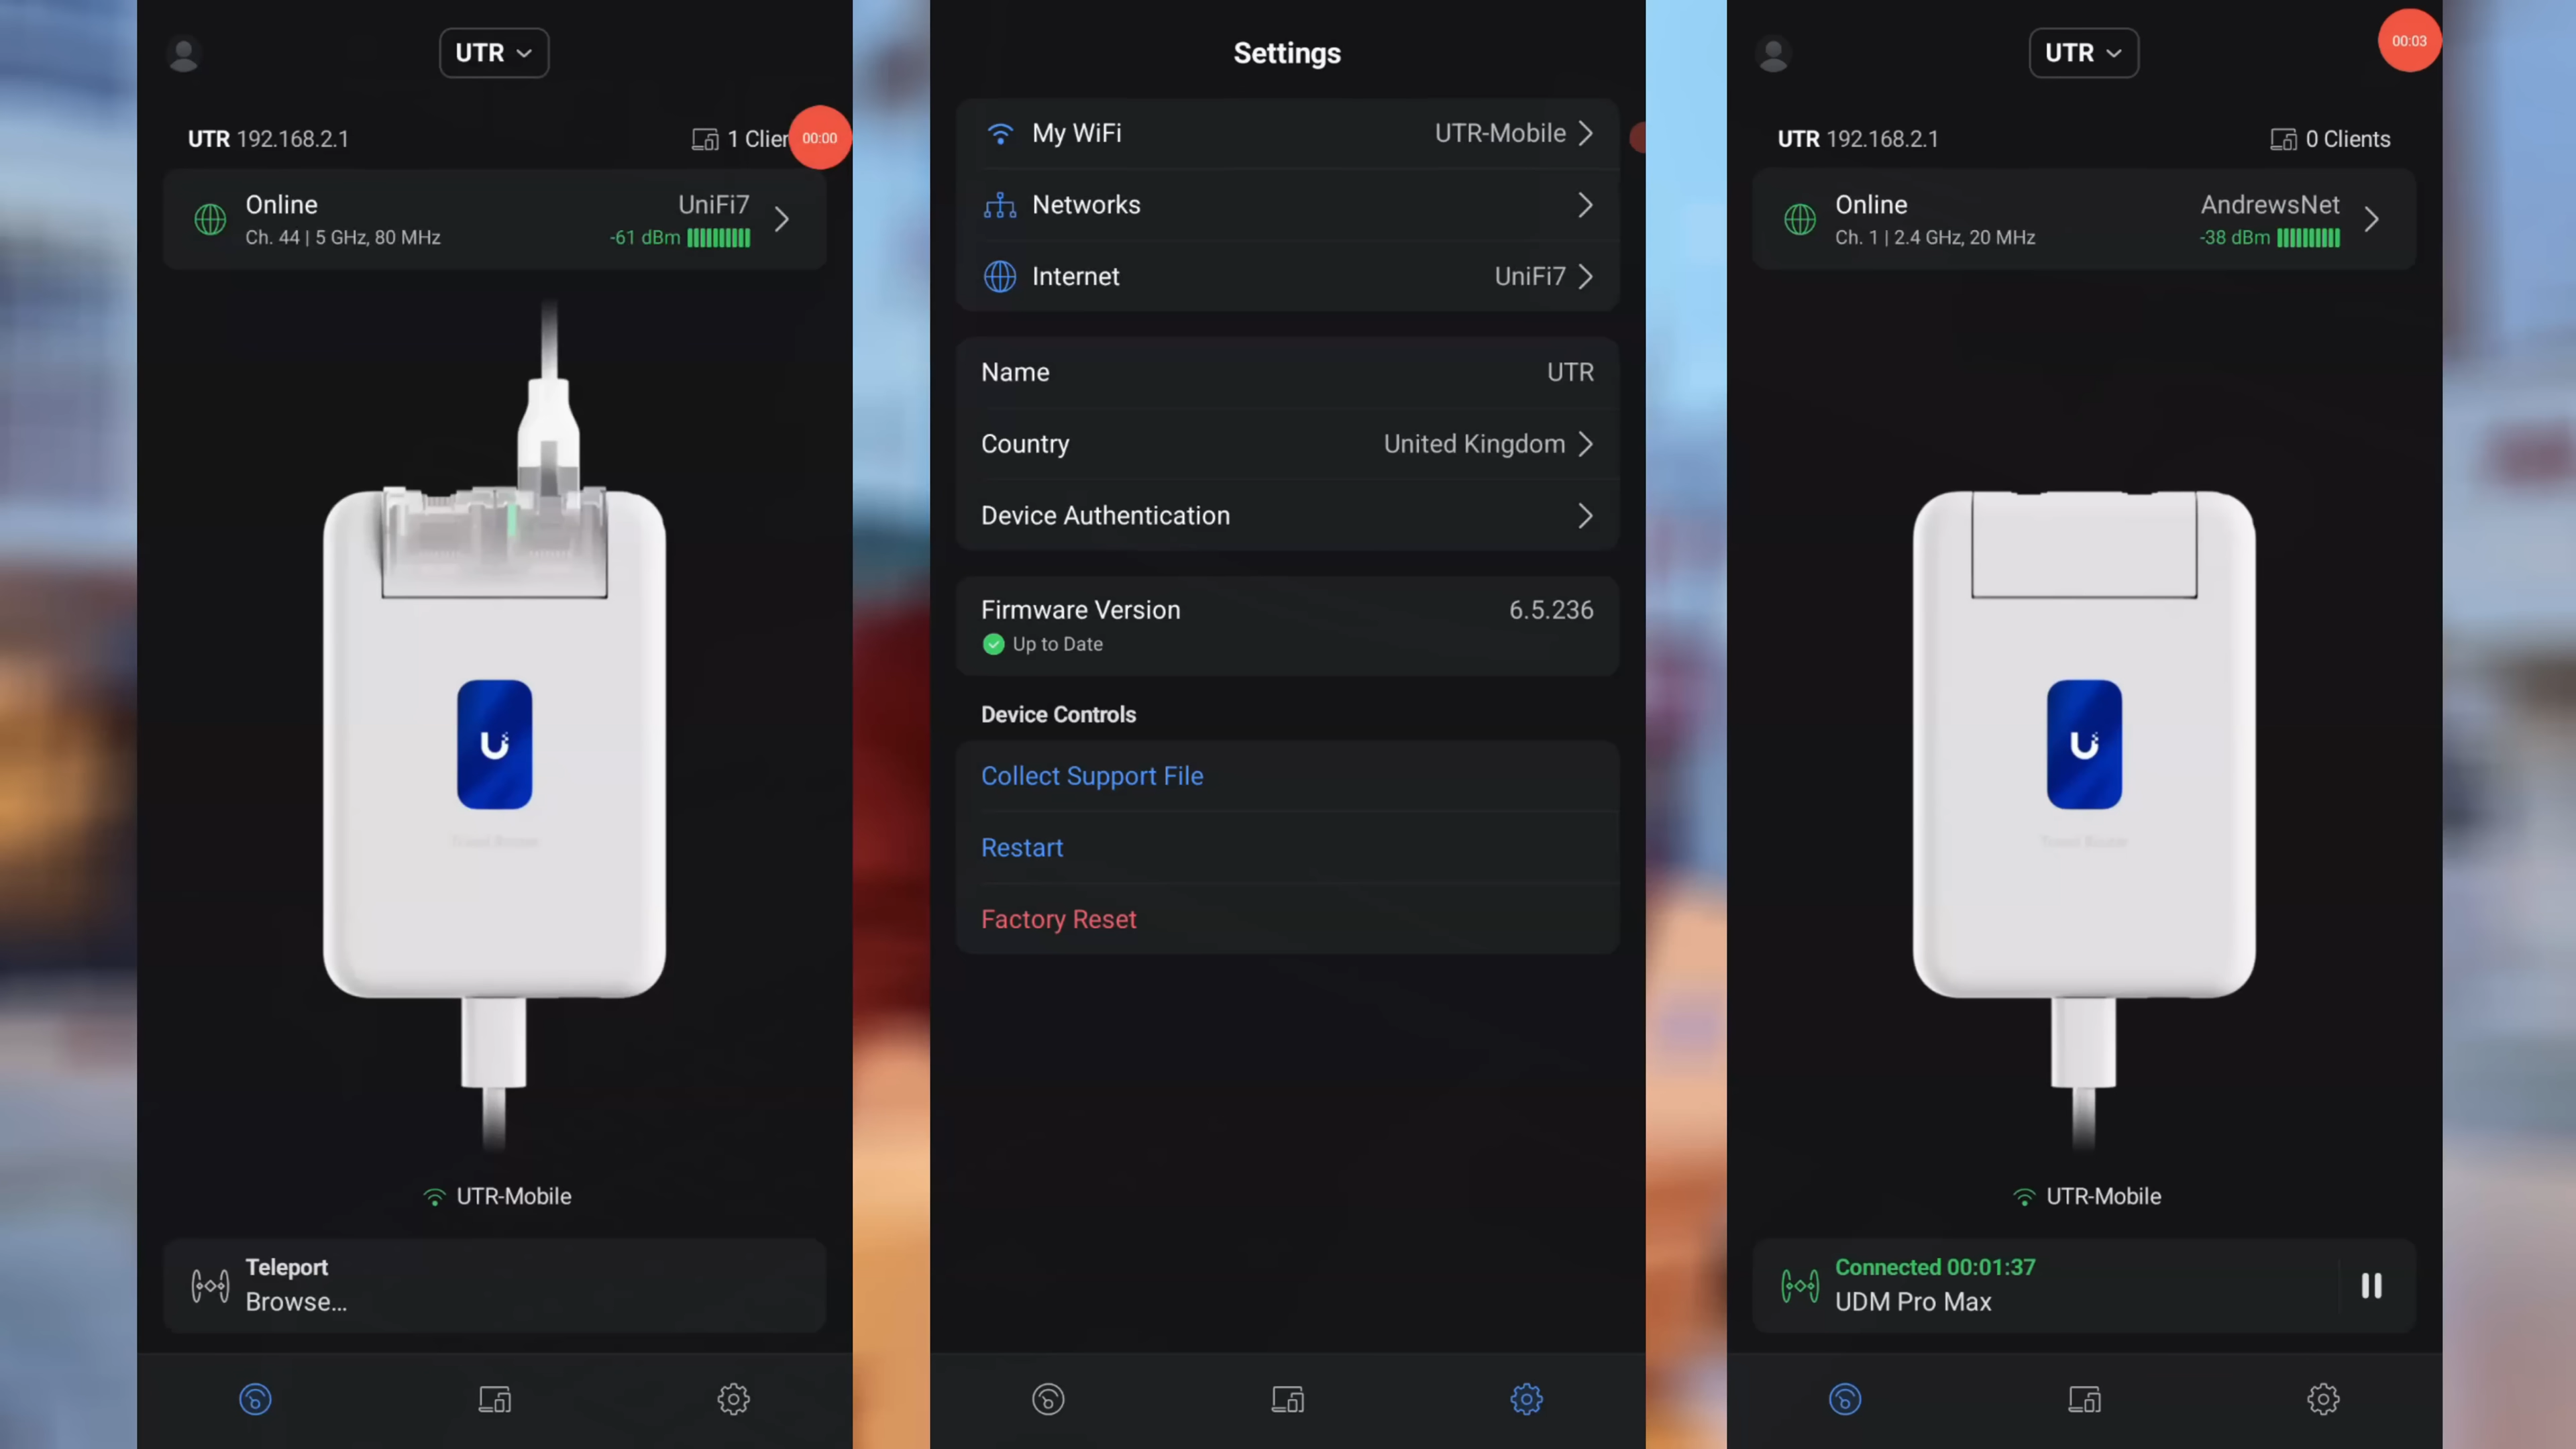 UTR
UTR 192.168.2.1
1 Clien
00:00
Online
UniFi7
Ch. 44 | 5 GHz, 80 MHz
-61 dBm
UTR-Mobile
Teleport
Browse...
Settings
My WiFi
UTR-Mobile
Networks
Internet
UniFi7
Name
UTR
Country
United Kingdom
Device Authentication
Firmware Version
6.5.236
Up to Date
Device Controls
Collect Support File
Restart
Factory Reset
UTR
00:03
UTR 192.168.2.1
0 Clients
Online
AndrewsNet
Ch. 1 | 2.4 GHz, 20 MHz
-38 dBm
UTR-Mobile
Connected 00:01:37
UDM Pro Max